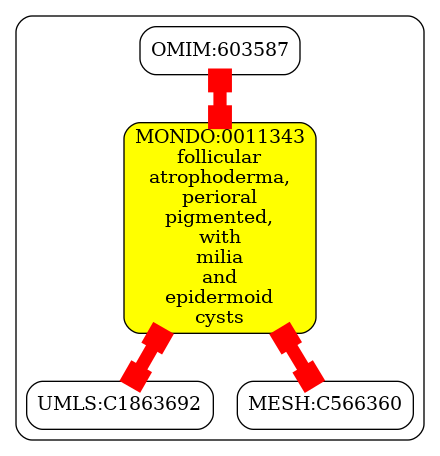 OMIM:603587
MONDO:0011343
follicular
atrophoderma,
perioral
pigmented,
with
milia
and
epidermoid
cysts
UMLS:C1863692
MESH:C566360